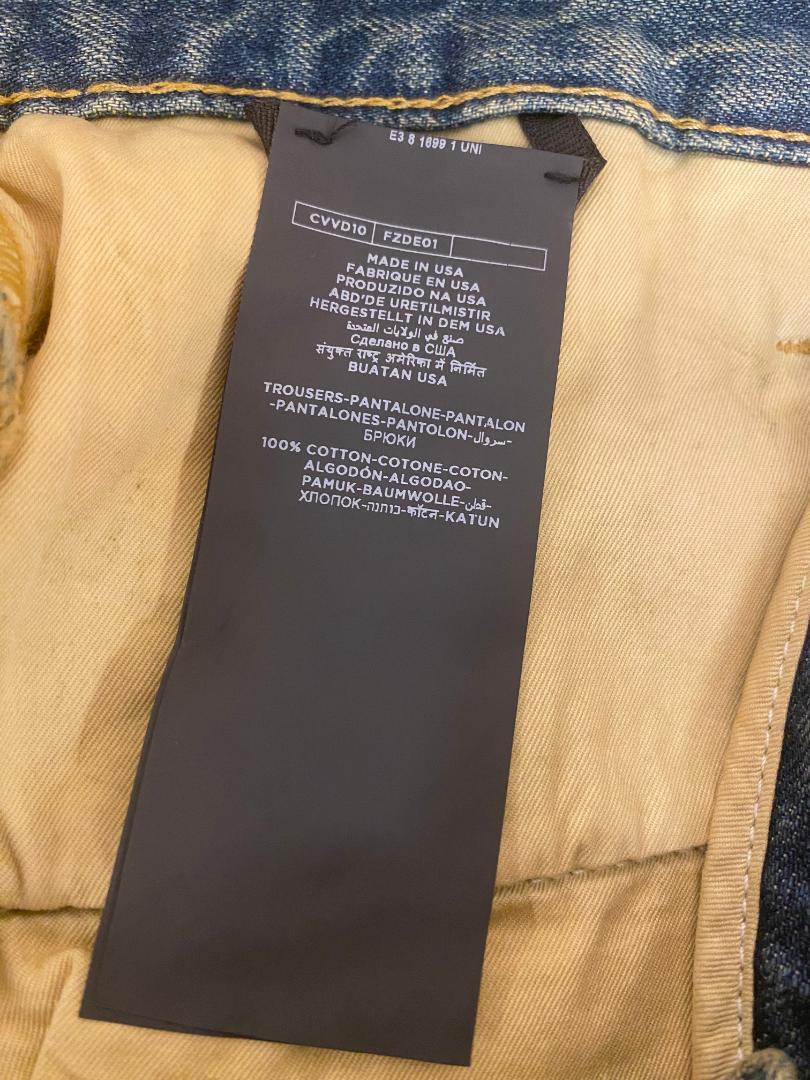 E3 8 1699 1 UNI
CVVD10 FZDE01
MADE IN USA
FABRIQUE EN USA
PRODUZIDO NA USA
ABD'DE URETILMISTIR
HERGESTELLT IN DEM USA
صنع في الولايات المتحدة
Сделано в США
संयुक्त राष्ट्र अमेरिका में निर्मित
BUATAN USA
TROUSERS-PANTALONE-PANTALON
-PANTALONES-PANTOLON-سروال-
БРЮКИ
100% COTTON-COTONE-COTON-
ALGODÓN-ALGODAO-
PAMUK-BAUMWOLLE-قطن-
ХЛОПОК-כותנה-कॉटन-KATUN